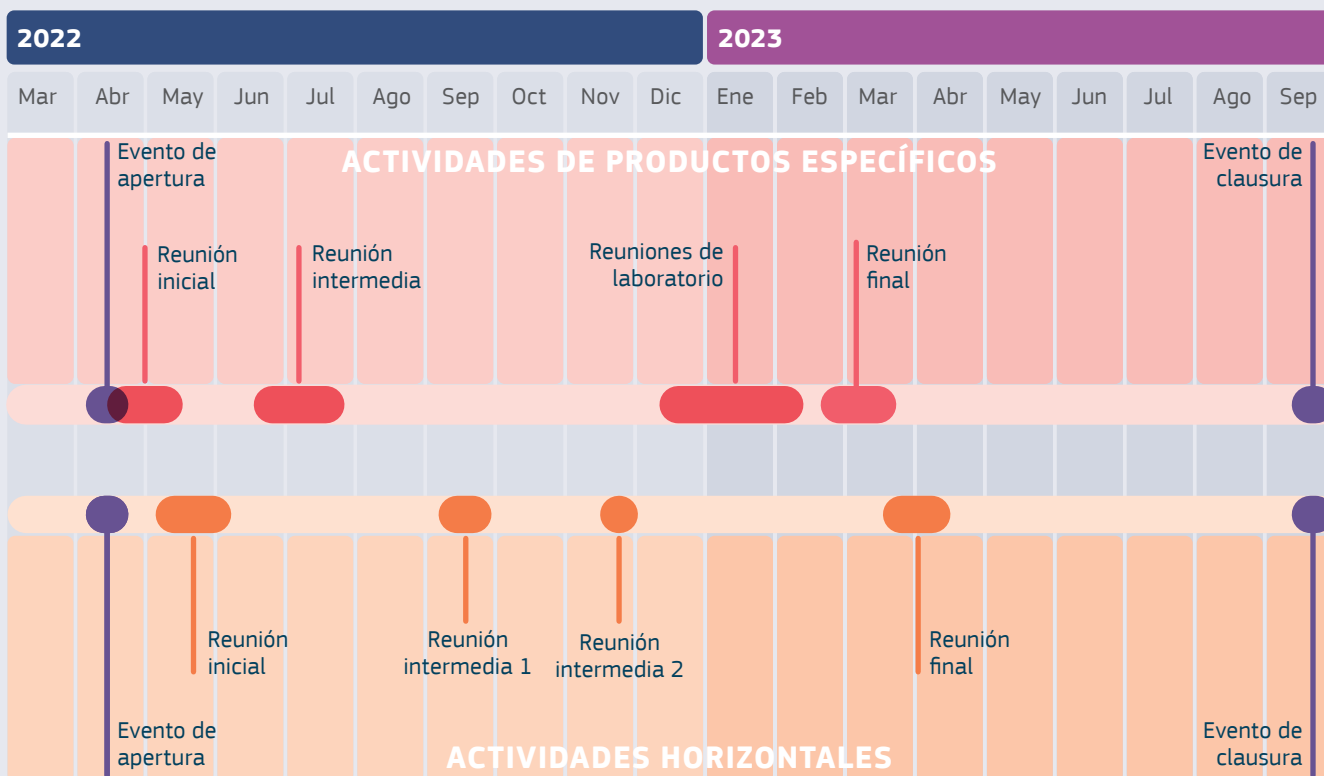 2022
2023
Mar
Abr
May
Jun
Jul
Ago
Sep
Oct
Nov
Dic
Ene
Feb
Mar
Abr
May
Jun
Jul
Ago
Sep
Evento de
apertura
ACTIVIDADES DE PRODUCTOS ESPECÍFICOS
Evento de
clausura
Reunión
inicial
Reunión
intermedia
Reuniones de
laboratorio
Reunión
final
Reunión
inicial
Reunión
intermedia 1
Reunión
intermedia 2
Reunión
final
Evento de
apertura
ACTIVIDADES HORIZONTALES
Evento de
clausura